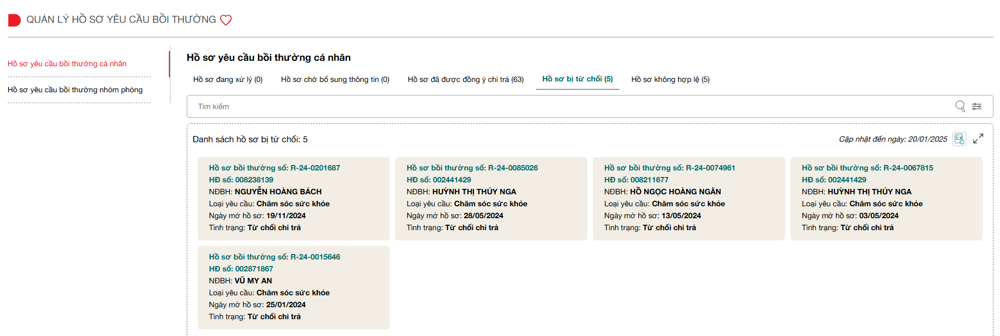 QUẢN LÝ HỒ SƠ YÊU CẦU BỒI THƯỜNG
Hồ sơ yêu cầu bồi thường cá nhân
Hồ sơ yêu cầu bồi thường nhóm phòng
Hồ sơ yêu cầu bồi thường cá nhân
Hồ sơ đang xử lý (0) Hồ sơ chờ bổ sung thông tin (0) Hồ sơ đã được đồng ý chi trả (63) Hồ sơ bị từ chối (5) Hồ sơ không hợp lệ (5)
Tìm kiếm
Danh sách hồ sơ bị từ chối: 5
Cập nhật đến ngày: 20/01/2025
Hồ sơ bồi thường số: R-24-0201687
HĐ số: 008238139
NĐBH: NGUYỄN HOÀNG BÁCH
Loại yêu cầu: Chăm sóc sức khỏe
Ngày mở hồ sơ: 19/11/2024
Tình trạng: Từ chối chi trả
Hồ sơ bồi thường số: R-24-0085026
HĐ số: 002441429
NĐBH: HUỲNH THỊ THÚY NGA
Loại yêu cầu: Chăm sóc sức khỏe
Ngày mở hồ sơ: 28/05/2024
Tình trạng: Từ chối chi trả
Hồ sơ bồi thường số: R-24-0074961
HĐ số: 008211677
NĐBH: HỒ NGỌC HOÀNG NGÂN
Loại yêu cầu: Chăm sóc sức khỏe
Ngày mở hồ sơ: 13/05/2024
Tình trạng: Từ chối chi trả
Hồ sơ bồi thường số: R-24-0067815
HĐ số: 002441429
NĐBH: HUỲNH THỊ THÚY NGA
Loại yêu cầu: Chăm sóc sức khỏe
Ngày mở hồ sơ: 03/05/2024
Tình trạng: Từ chối chi trả
Hồ sơ bồi thường số: R-24-0015646
HĐ số: 002871867
NĐBH: VŨ MY AN
Loại yêu cầu: Chăm sóc sức khỏe
Ngày mở hồ sơ: 25/01/2024
Tình trạng: Từ chối chi trả